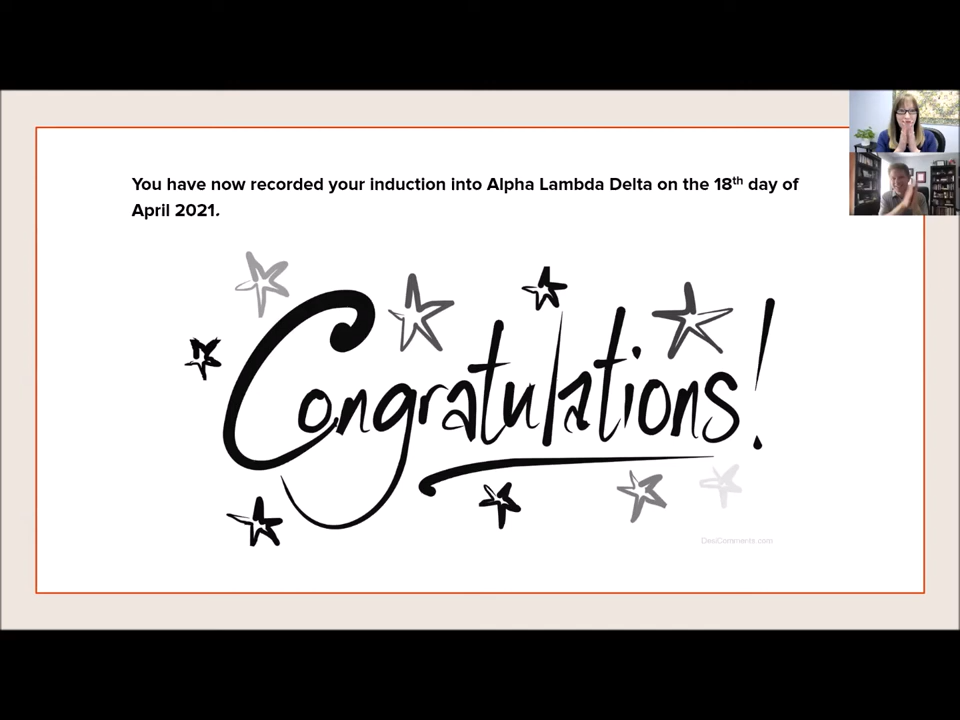 You have now recorded your induction into Alpha Lambda Delta on the 18th day of
April 2021.
Congratulations!
DesiComments.com